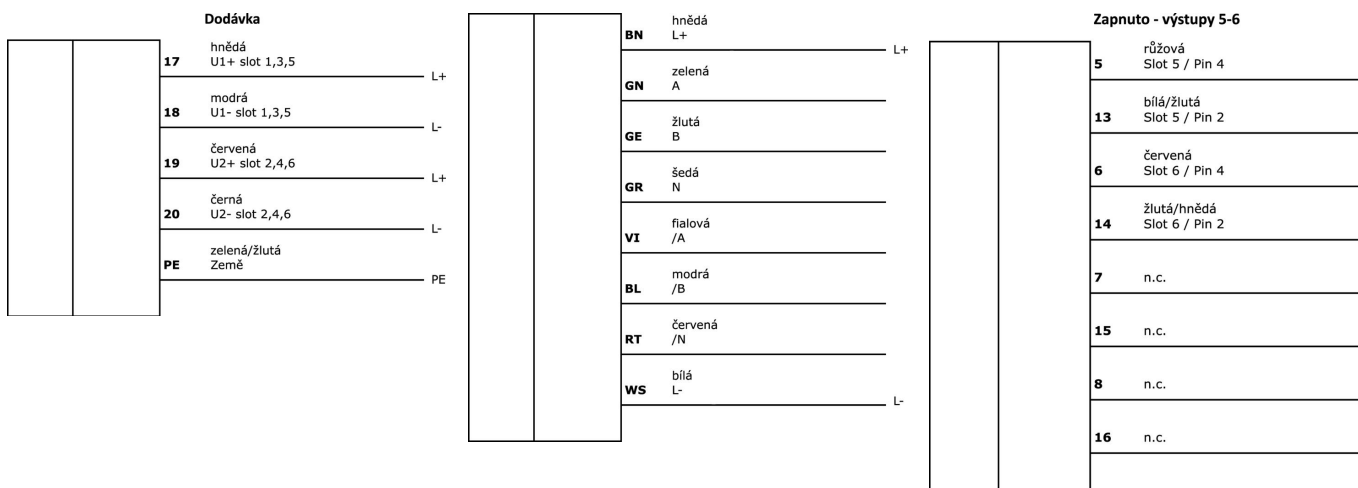 Dodávka
hnědá
17 U1+ slot 1,3,5
L+
modrá
18 U1- slot 1,3,5
L-
červená
19 U2+ slot 2,4,6
L+
černá
20 U2- slot 2,4,6
L-
zelená/žlutá
PE Země
PE
hnědá
BN L+
L+
zelená
GN A
žlutá
GE B
šedá
GR N
fialová
VI /A
modrá
BL /B
červená
RT /N
bílá
WS L-
L-
Zapnuto - výstupy 5-6
růžová
5 Slot 5 / Pin 4
bílá/žlutá
13 Slot 5 / Pin 2
červená
6 Slot 6 / Pin 4
žlutá/hnědá
14 Slot 6 / Pin 2
7 n.c.
15 n.c.
8 n.c.
16 n.c.